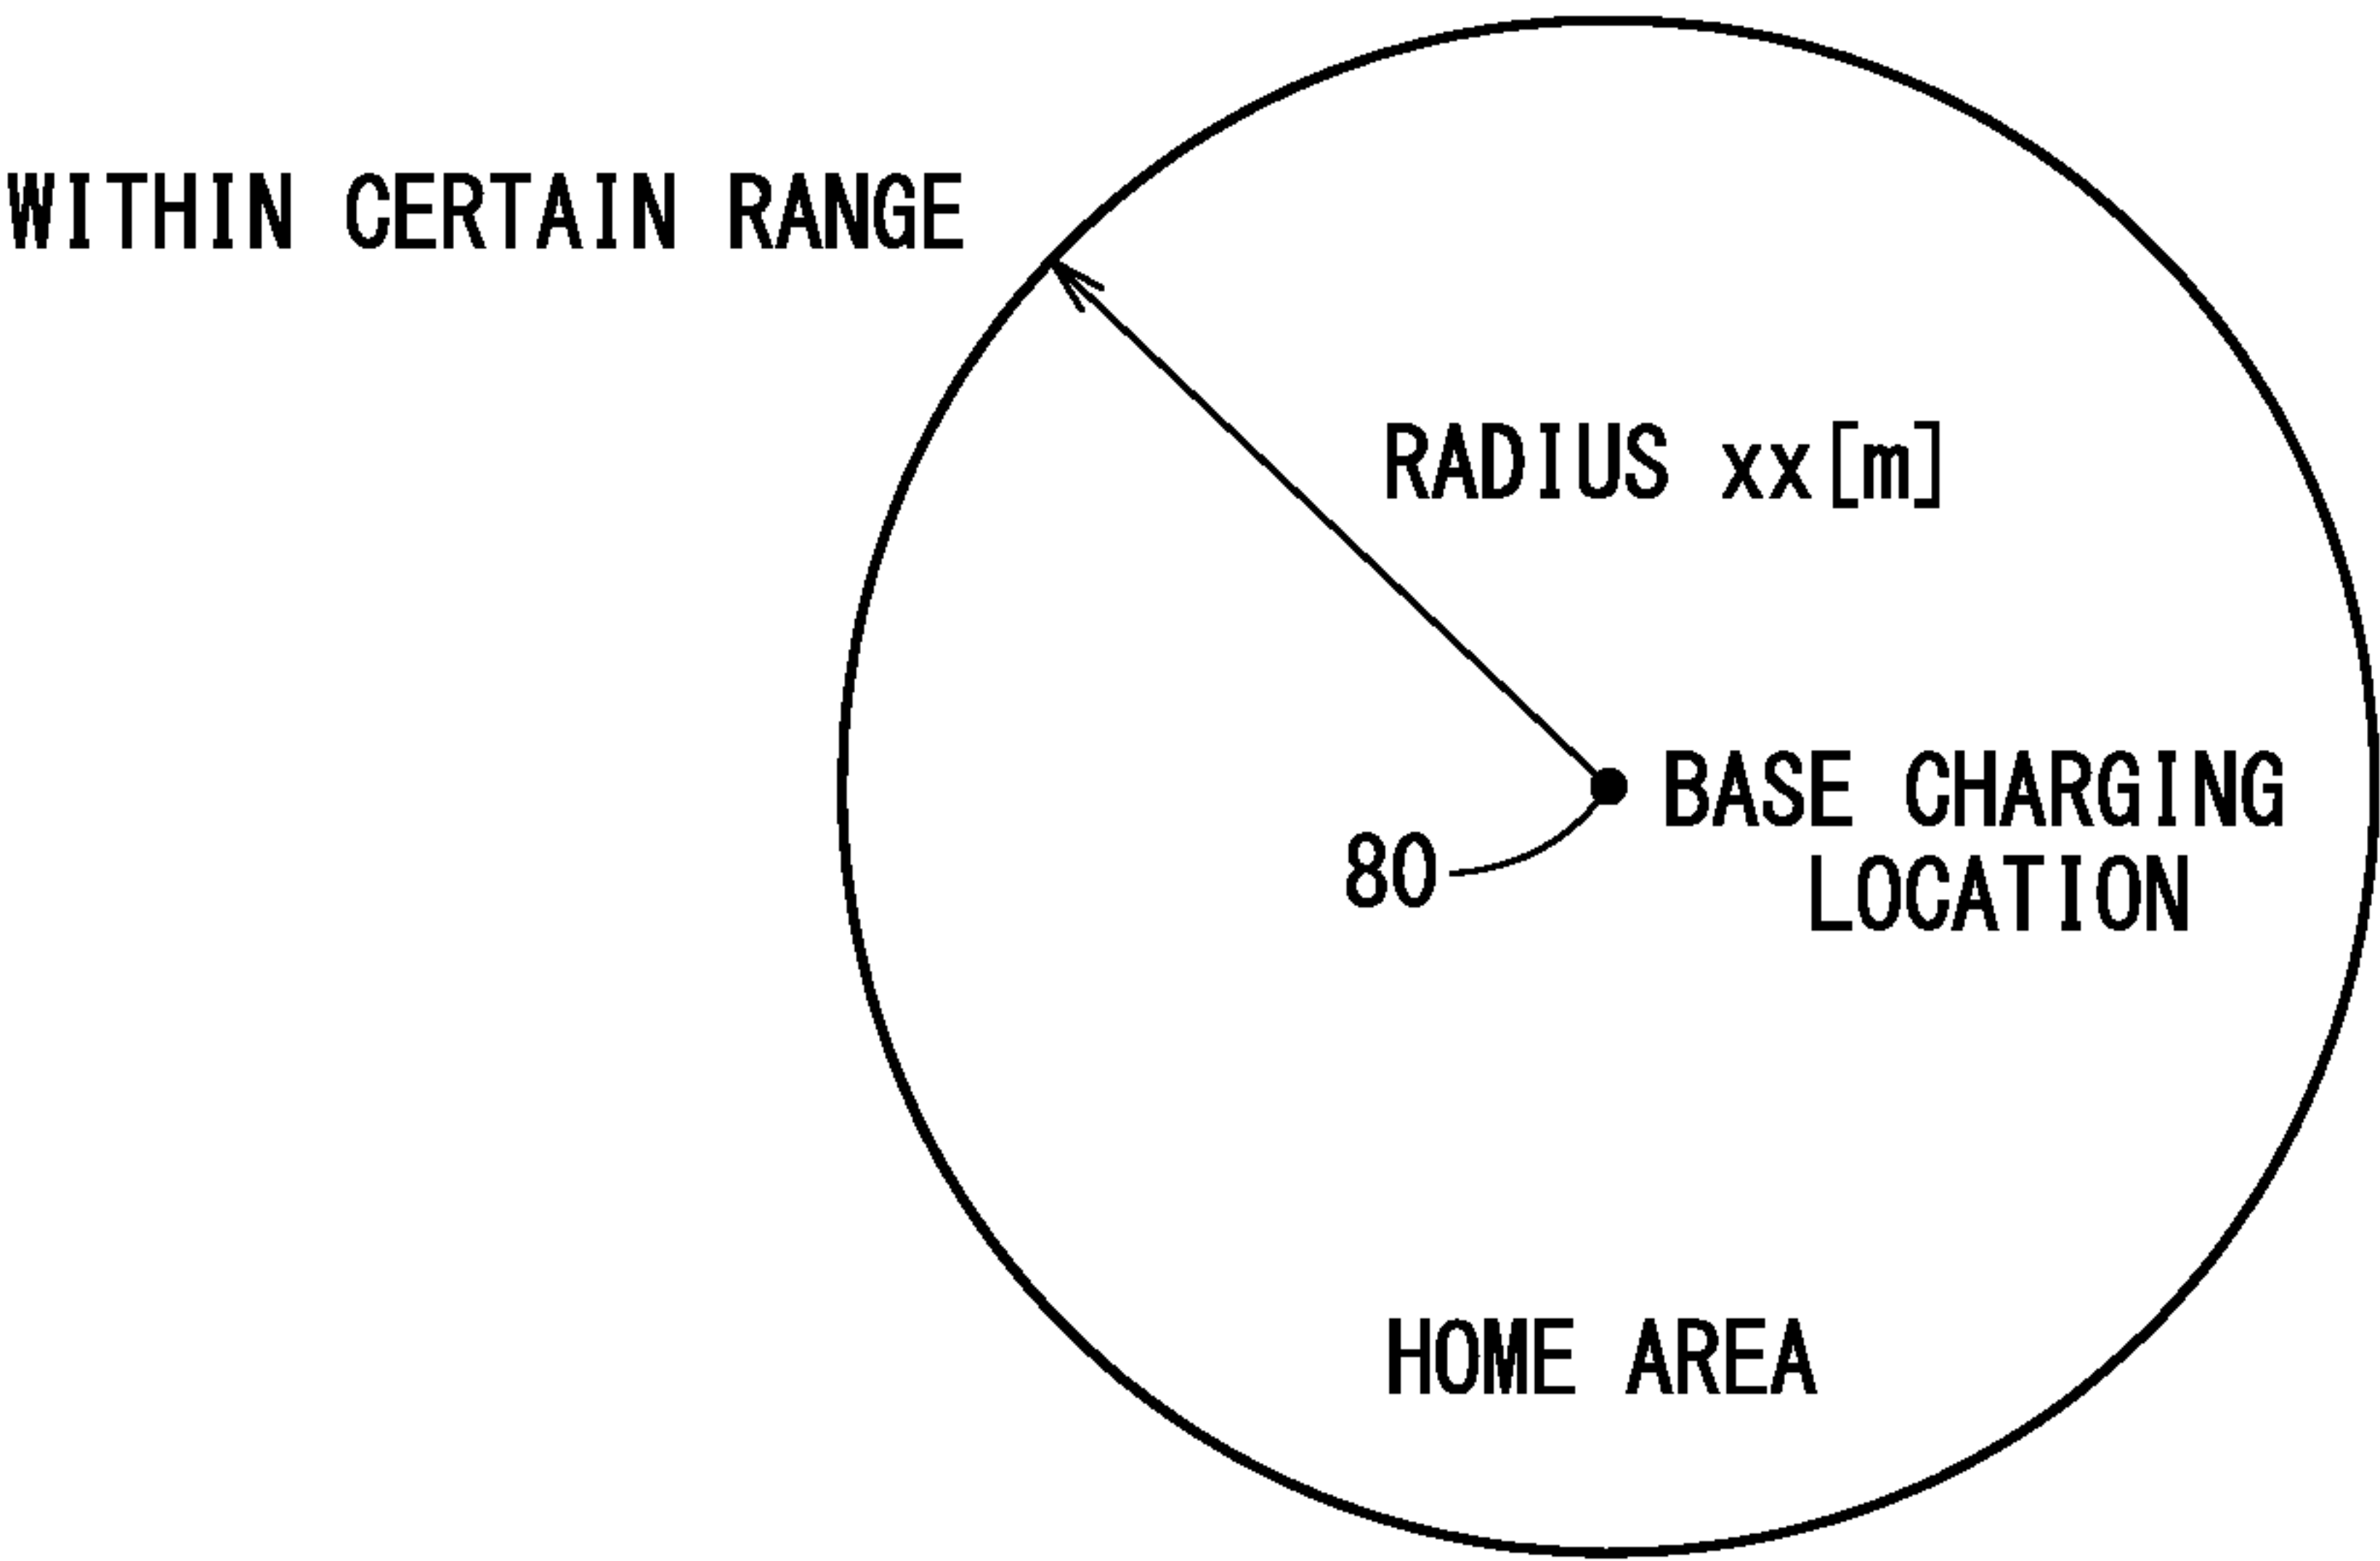 WITHIN CERTAIN RANGE
RADIUS xx[m]
BASE CHARGING
LOCATION
80
HOME AREA